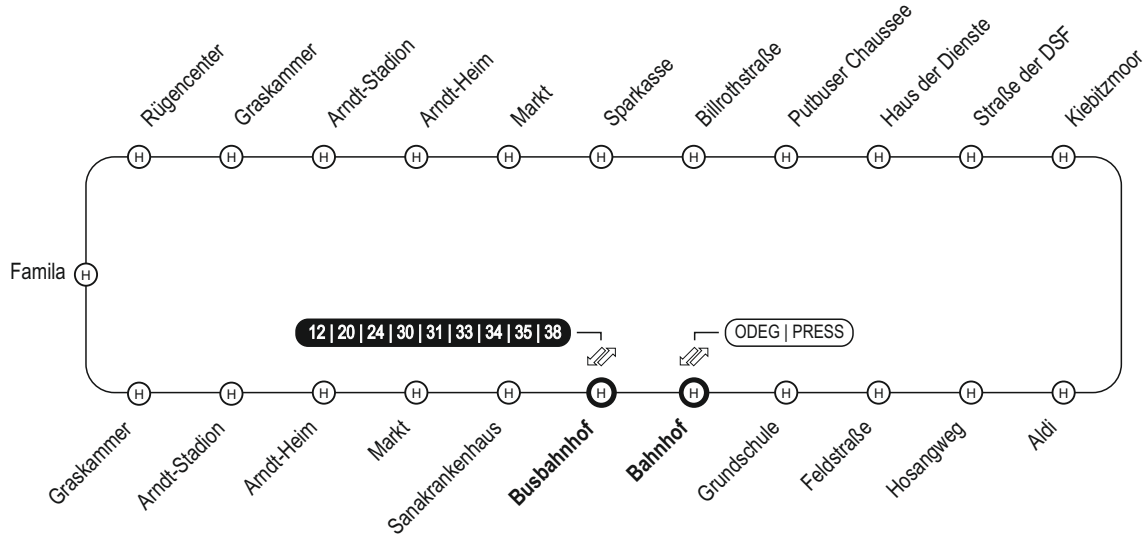 Rügencenter
Graskammer
Arndt-Stadion
Arndt-Heim
Markt
Sparkasse
Billrothstraße
Putbuser Chaussee
Haus der Dienste
Straße der DSF
Kiebitzmoor
H H H H H H H H H H H
Famila H
12 | 20 | 24 | 30 | 31 | 33 | 34 | 35 | 38
ODEG | PRESS
H H H H H H H H H H H
Graskammer
Arndt-Stadion
Arndt-Heim
Markt
Sanakrankenhaus
Busbahnhof
Bahnhof
Grundschule
Feldstraße
Hosangweg
Aldi